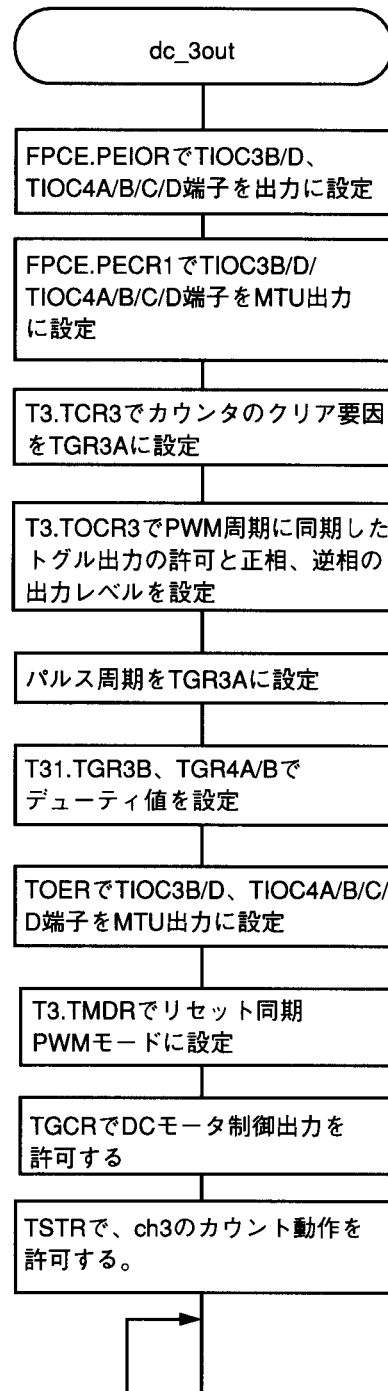 dc_3out
FPCE.PEIORでTIOC3B/D、
TIOC4A/B/C/D端子を出力に設定
FPCE.PECR1でTIOC3B/D/
TIOC4A/B/C/D端子をMTU出力
に設定
T3.TCR3でカウンタのクリア要因
をTGR3Aに設定
T3.TOCR3でPWM周期に同期した
トグル出力の許可と正相、逆相の
出力レベルを設定
パルス周期をTGR3Aに設定
T31.TGR3B、TGR4A/Bで
デューティ値を設定
TOERでTIOC3B/D、TIOC4A/B/C/
D端子をMTU出力に設定
T3.TMDRでリセット同期
PWMモードに設定
TGCRでDCモータ制御出力を
許可する
TSTRで、ch3のカウント動作を
許可する。